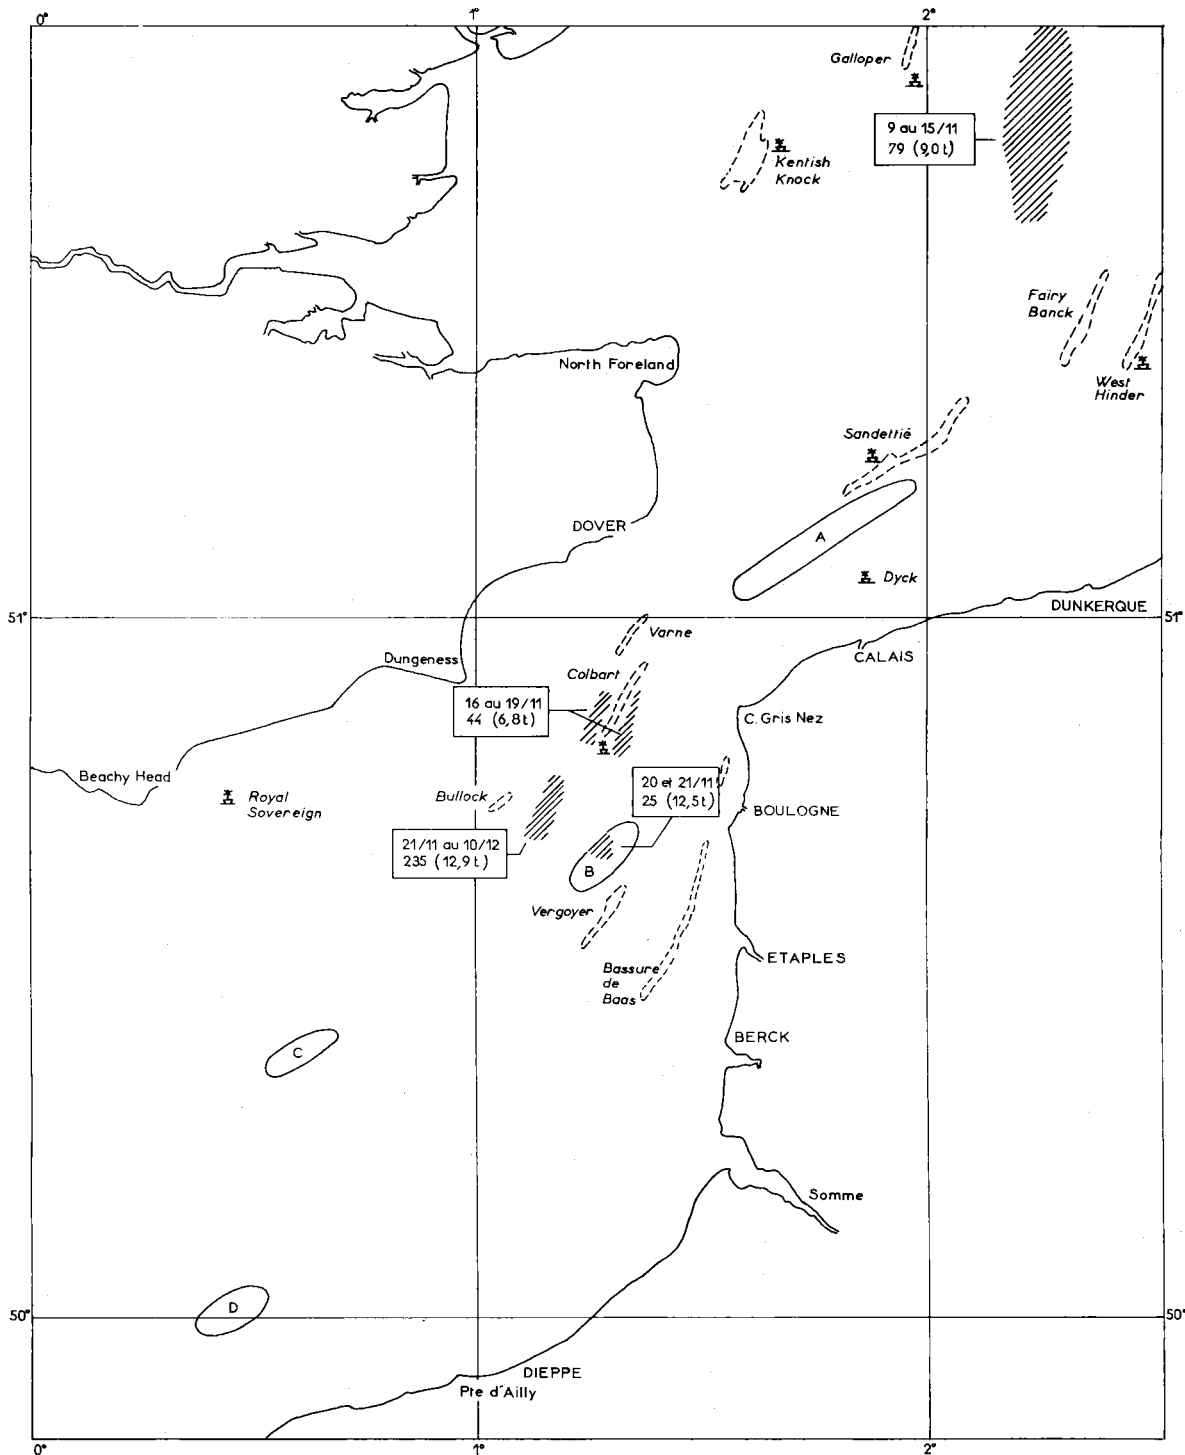 0°
1°
2°
Galloper
9 au 15/11
79 (9,0t)
Kentish
Knock
Fairy
Banck
West
Hinder
North Foreland
Sandettié
DOVER
A
Dyck
DUNKERQUE
51°
51°
Varne
CALAIS
Dungeness
Colbart
16 au 19/11
44 (6,8t)
C. Gris Nez
Beachy Head
Royal
Sovereign
Bullock
20 et 21/11
25 (12,5t)
BOULOGNE
21/11 au 10/12
235 (12,9t)
B
Vergoyer
Bassure
de
Baas
ETAPLES
BERCK
C
Somme
D
50°
50°
DIEPPE
Pte d'Ailly
0°
1°
2°